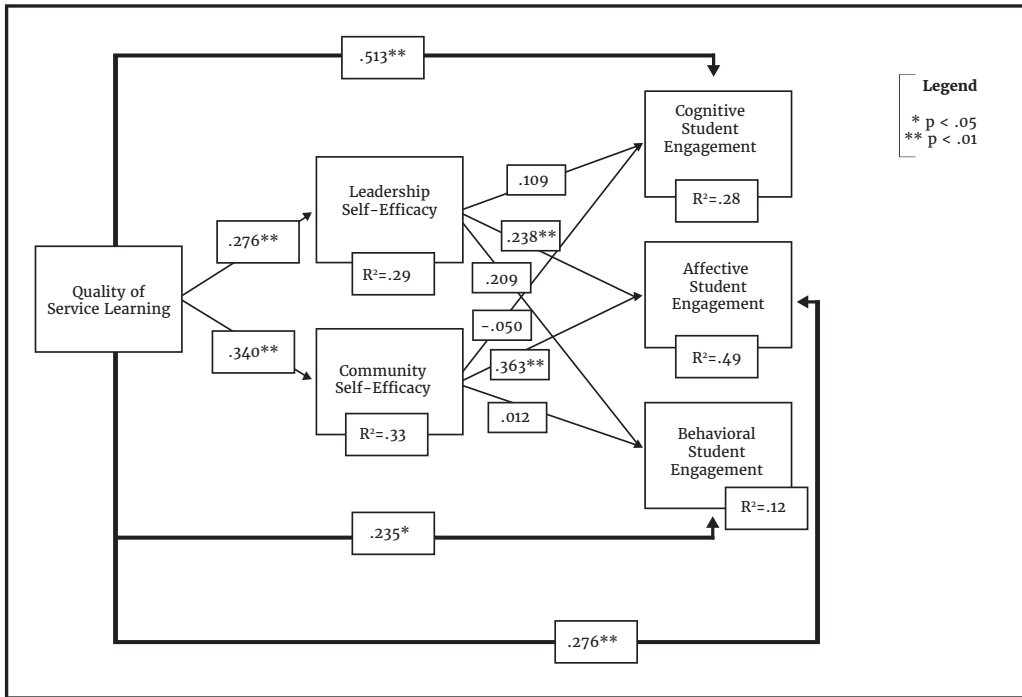 .513**
Legend
* p < .05
** p < .01
Cognitive
Student
Engagement
R²=.28
Leadership
Self-Efficacy
R²=.29
.109
.276**
.238**
.209
Affective
Student
Engagement
R²=.49
Quality of
Service Learning
.340**
-.050
.363**
.012
Community
Self-Efficacy
R²=.33
Behavioral
Student
Engagement
R²=.12
.235*
.276**